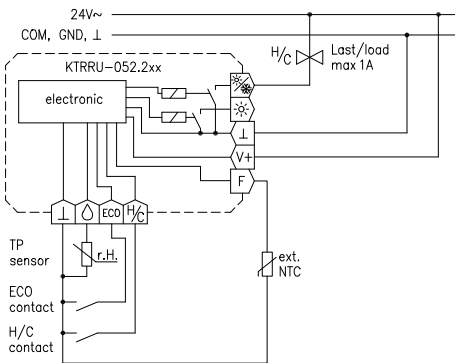 24V~
COM, GND, ⊥
KTRRU-052.2xx
H/C
Last/load
max 1A
electronic
⊥
V+
F
⊥
ECO
H/C
TP
sensor
r.H.
ext.
NTC
ECO
contact
H/C
contact